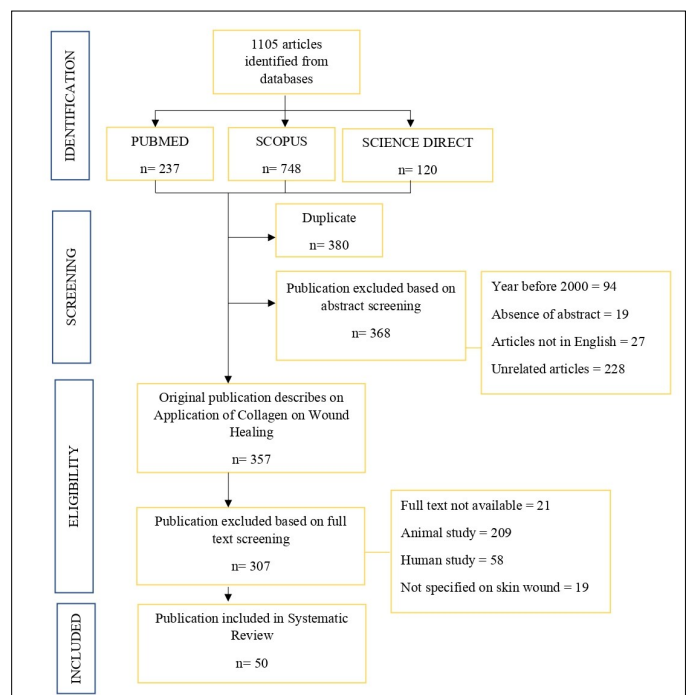 IDENTIFICATION
1105 articles
identified from
databases
PUBMED
n= 237
SCOPUS
n= 748
SCIENCE DIRECT
n= 120
SCREENING
Duplicate
n= 380
Publication excluded based on
abstract screening
n= 368
Year before 2000 = 94
Absence of abstract = 19
Articles not in English = 27
Unrelated articles = 228
ELIGIBILITY
Original publication describes on
Application of Collagen on Wound
Healing
n= 357
Publication excluded based on full
text screening
n= 307
Full text not available = 21
Animal study = 209
Human study = 58
Not specified on skin wound = 19
INCLUDED
Publication included in Systematic
Review
n= 50